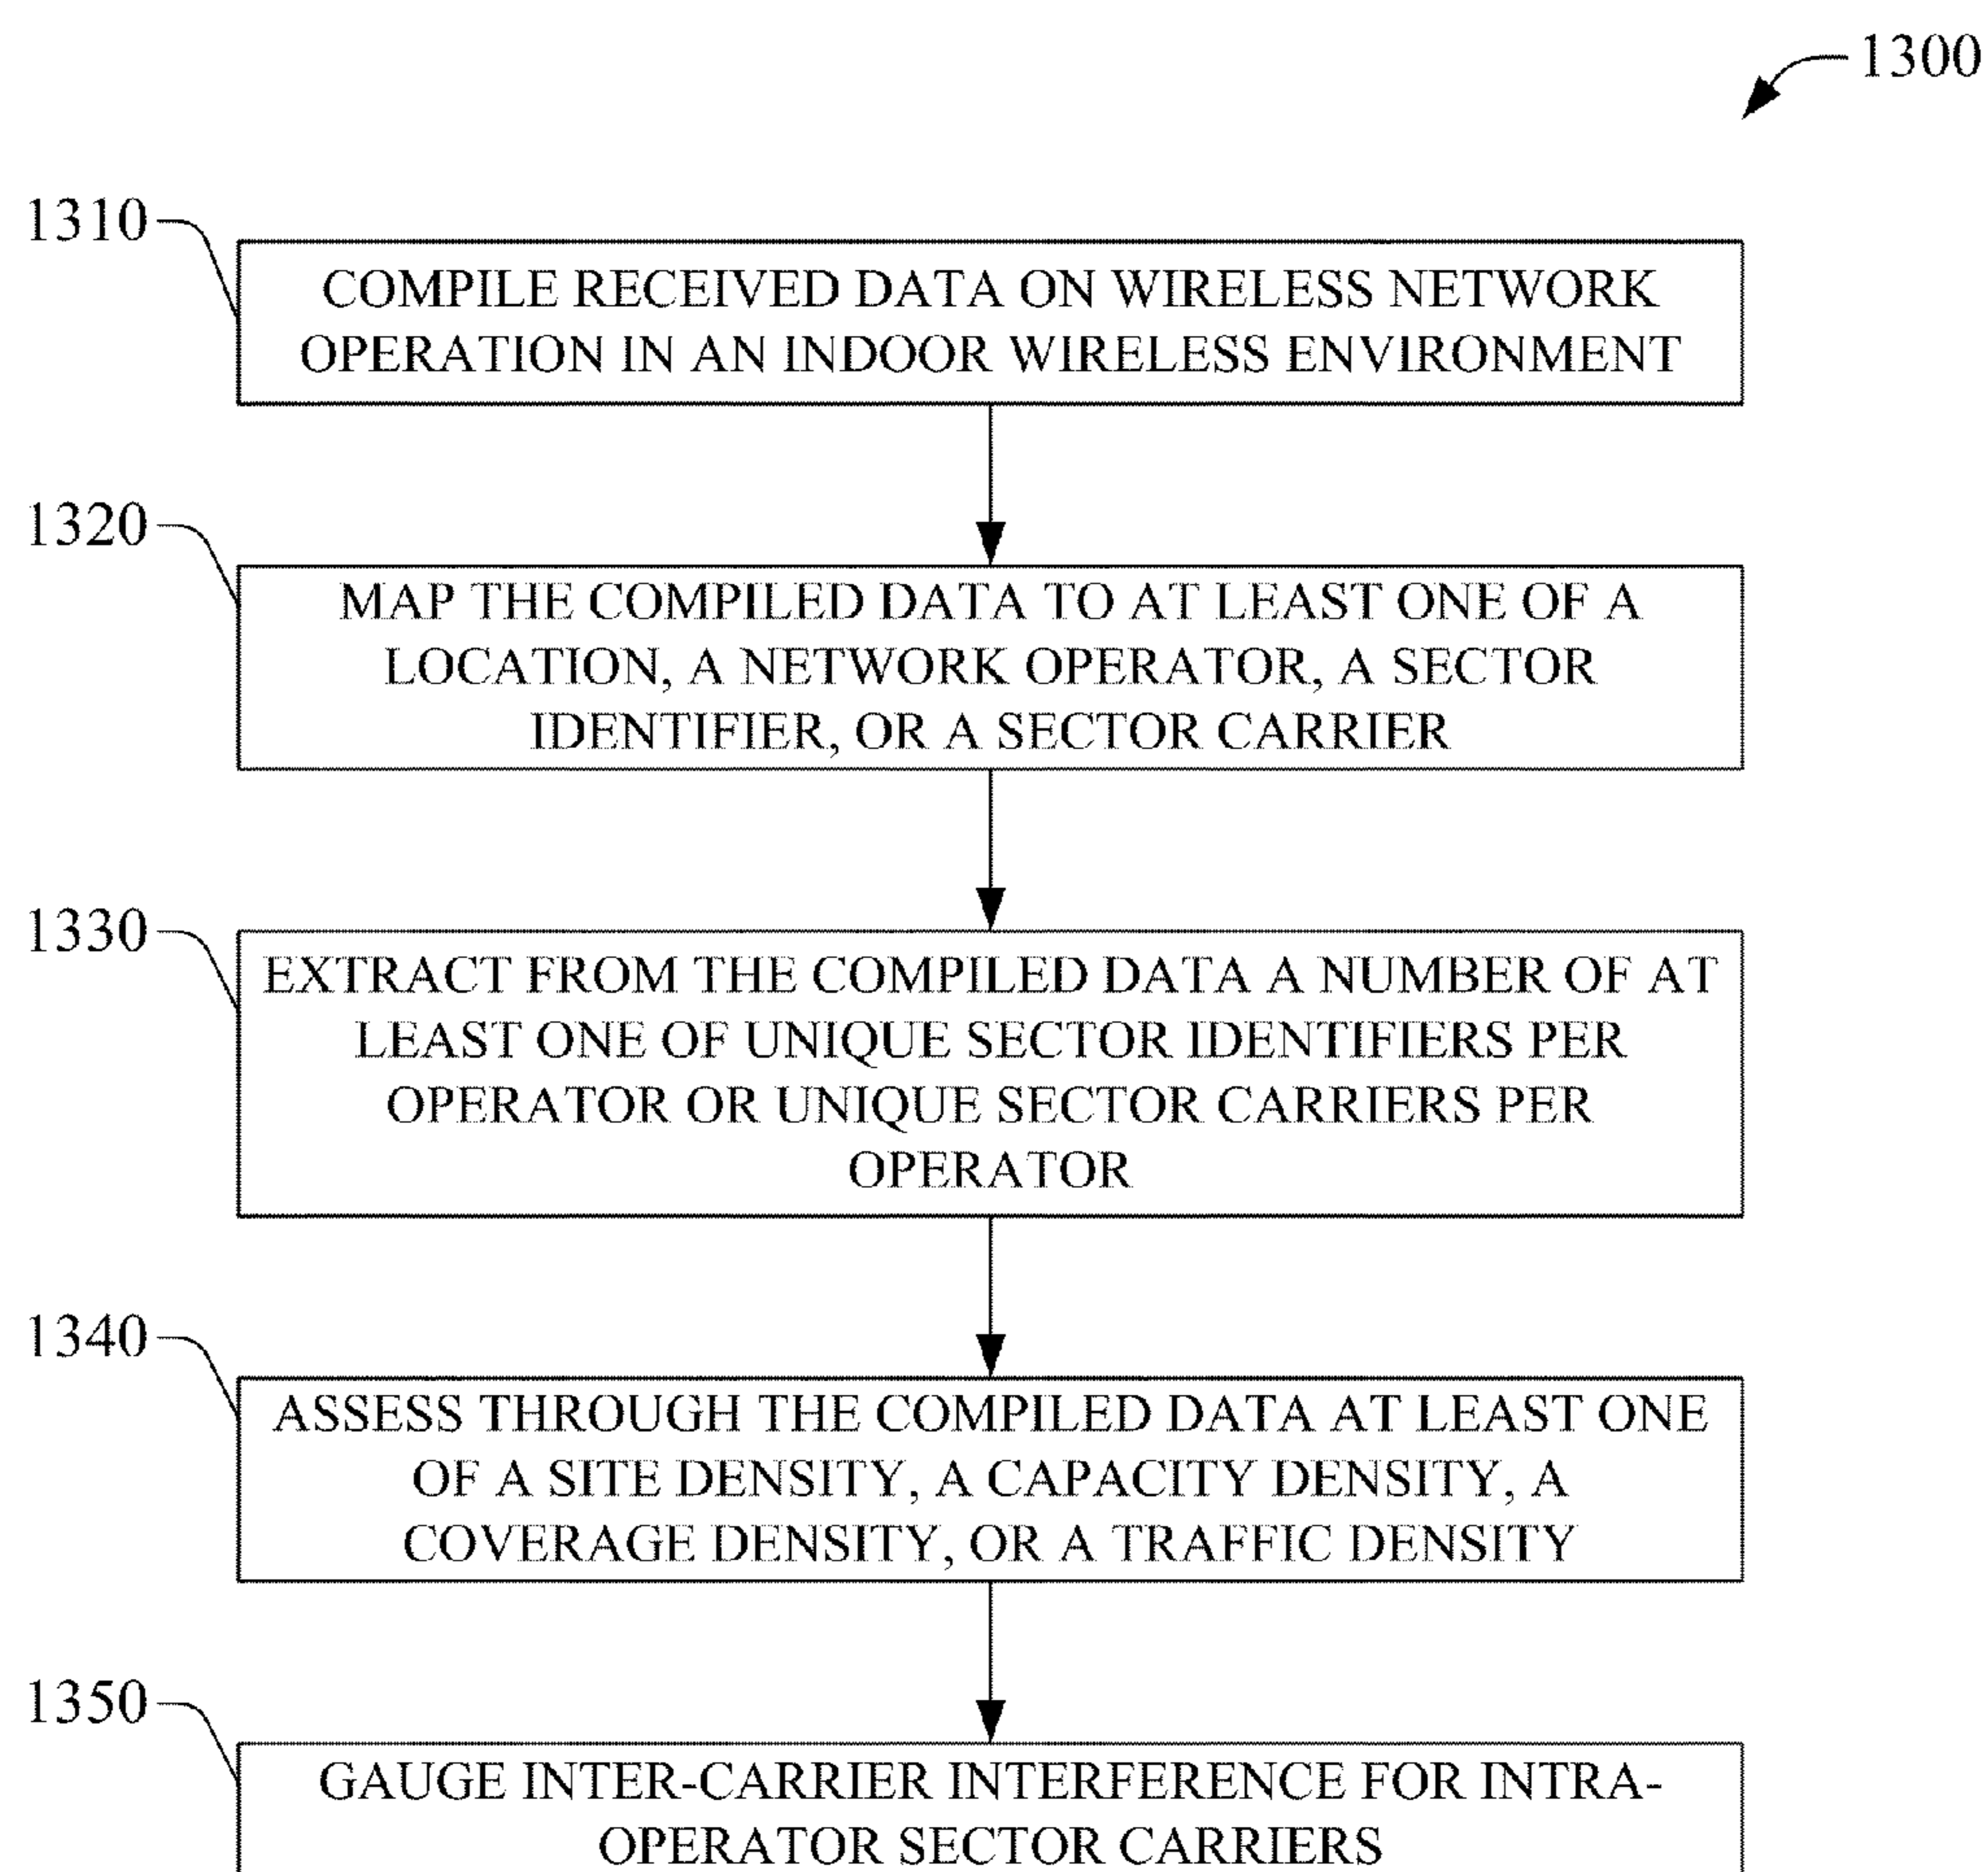 1300
1310
COMPILE RECEIVED DATA ON WIRELESS NETWORK
OPERATION IN AN INDOOR WIRELESS ENVIRONMENT
1320
MAP THE COMPILED DATA TO AT LEAST ONE OF A
LOCATION, A NETWORK OPERATOR, A SECTOR
IDENTIFIER, OR A SECTOR CARRIER
1330
EXTRACT FROM THE COMPILED DATA A NUMBER OF AT
LEAST ONE OF UNIQUE SECTOR IDENTIFIERS PER
OPERATOR OR UNIQUE SECTOR CARRIERS PER
OPERATOR
1340
ASSESS THROUGH THE COMPILED DATA AT LEAST ONE
OF A SITE DENSITY, A CAPACITY DENSITY, A
COVERAGE DENSITY, OR A TRAFFIC DENSITY
1350
GAUGE INTER-CARRIER INTERFERENCE FOR INTRA-
OPERATOR SECTOR CARRIERS